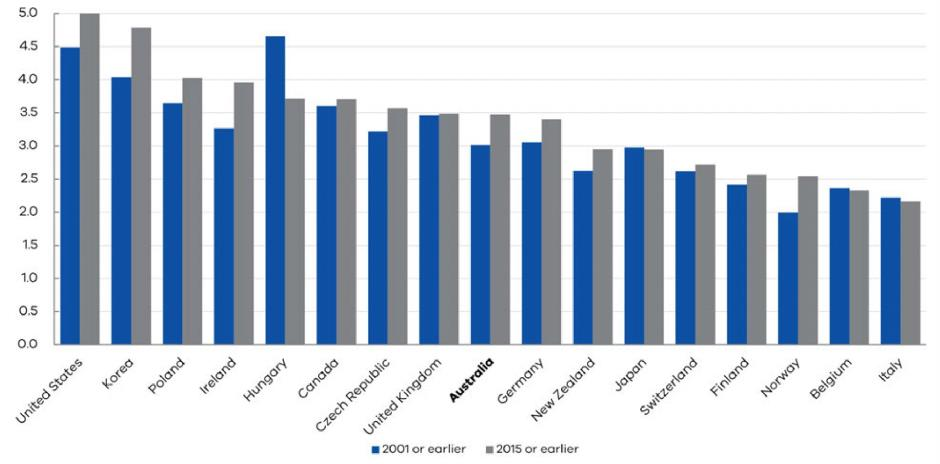 5.0
4.5
4.0
3.5
3.0
2.5
2.0
1.5
1.0
0.5
0.0
United States
Korea
Poland
Ireland
Hungary
Canada
Czech Republic
United Kingdom
Australia
Germany
New Zealand
Japan
Switzerland
Finland
Norway
Belgium
Italy
2001 or earlier 2015 or earlier